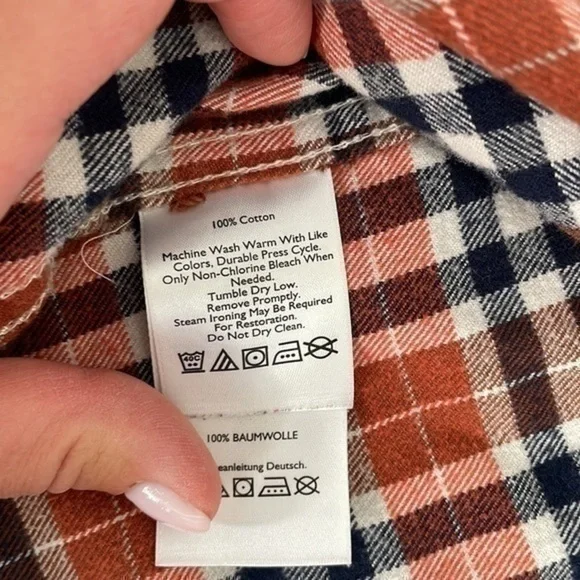 100% Cotton
Machine Wash Warm With Like
Colors, Durable Press Cycle.
Only Non-Chlorine Bleach When
Needed.
Tumble Dry Low.
Remove Promptly.
Steam Ironing May Be Required
For Restoration.
Do Not Dry Clean.
40C
100% BAUMWOLLE
eanleitung Deutsch.